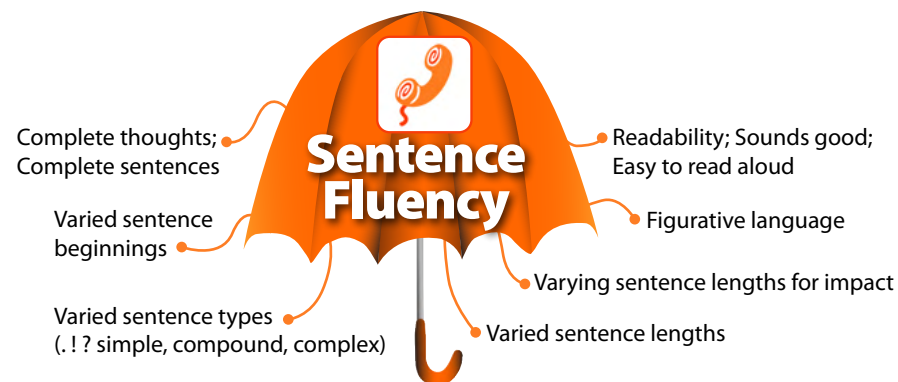 Sentence
Fluency
Complete thoughts;
Complete sentences
Varied sentence
beginnings
Varied sentence types
(. ! ? simple, compound, complex)
Readability; Sounds good;
Easy to read aloud
Figurative language
Varying sentence lengths for impact
Varied sentence lengths